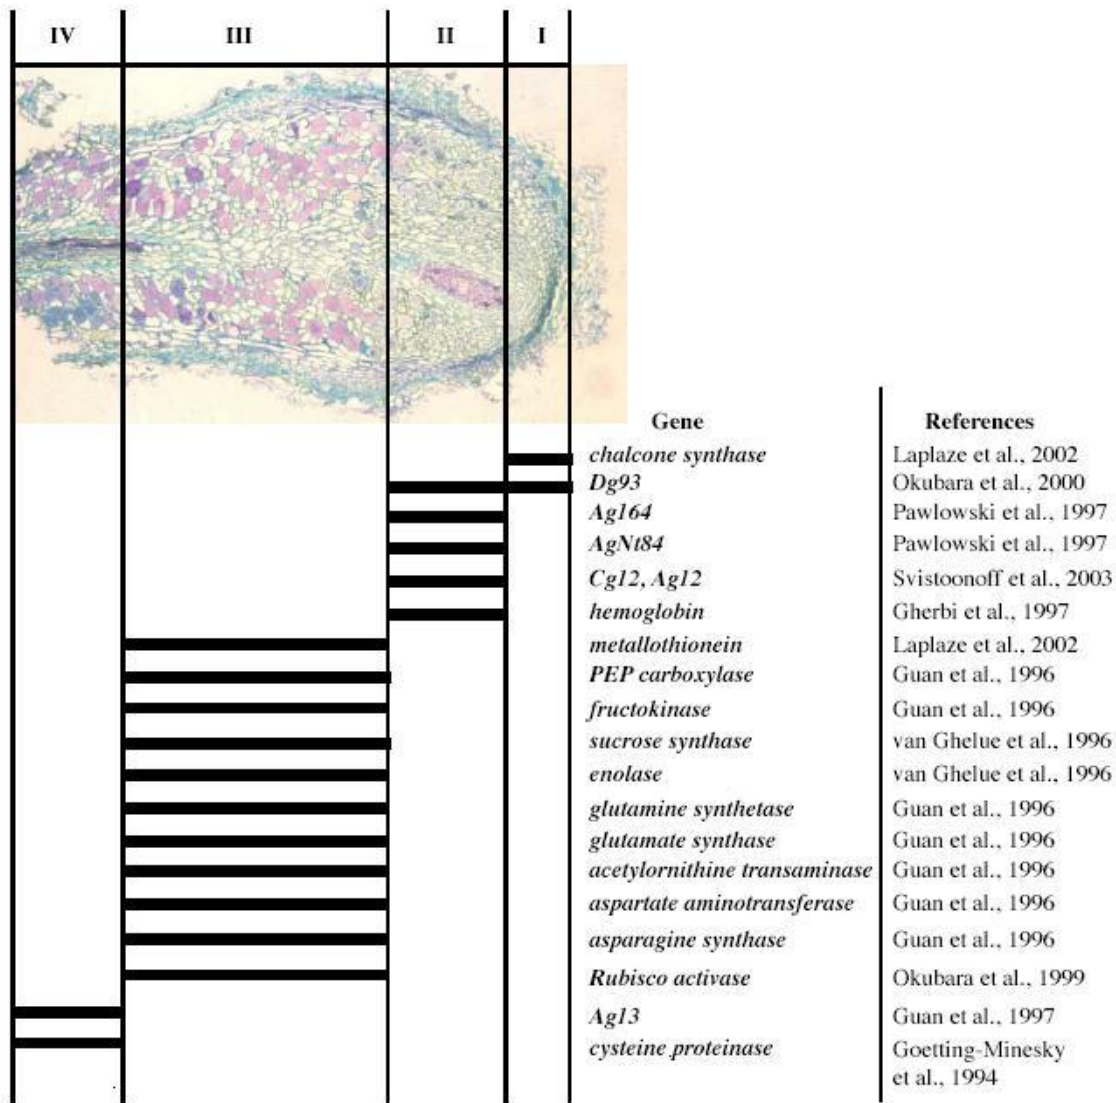 IV III II I
Gene References
chalcone synthase Laplaze et al., 2002
Dg93 Okubara et al., 2000
Ag164 Pawlowski et al., 1997
AgNt84 Pawlowski et al., 1997
Cg12, Ag12 Svistoonoff et al., 2003
hemoglobin Gherbi et al., 1997
metallothionein Laplaze et al., 2002
PEP carboxylase Guan et al., 1996
fructokinase Guan et al., 1996
sucrose synthase van Ghelue et al., 1996
enolase van Ghelue et al., 1996
glutamine synthetase Guan et al., 1996
glutamate synthase Guan et al., 1996
acetylornithine transaminase Guan et al., 1996
aspartate aminotransferase Guan et al., 1996
asparagine synthase Guan et al., 1996
Rubisco activase Okubara et al., 1999
Ag13 Guan et al., 1997
cysteine proteinase Goetting-Minesky
et al., 1994